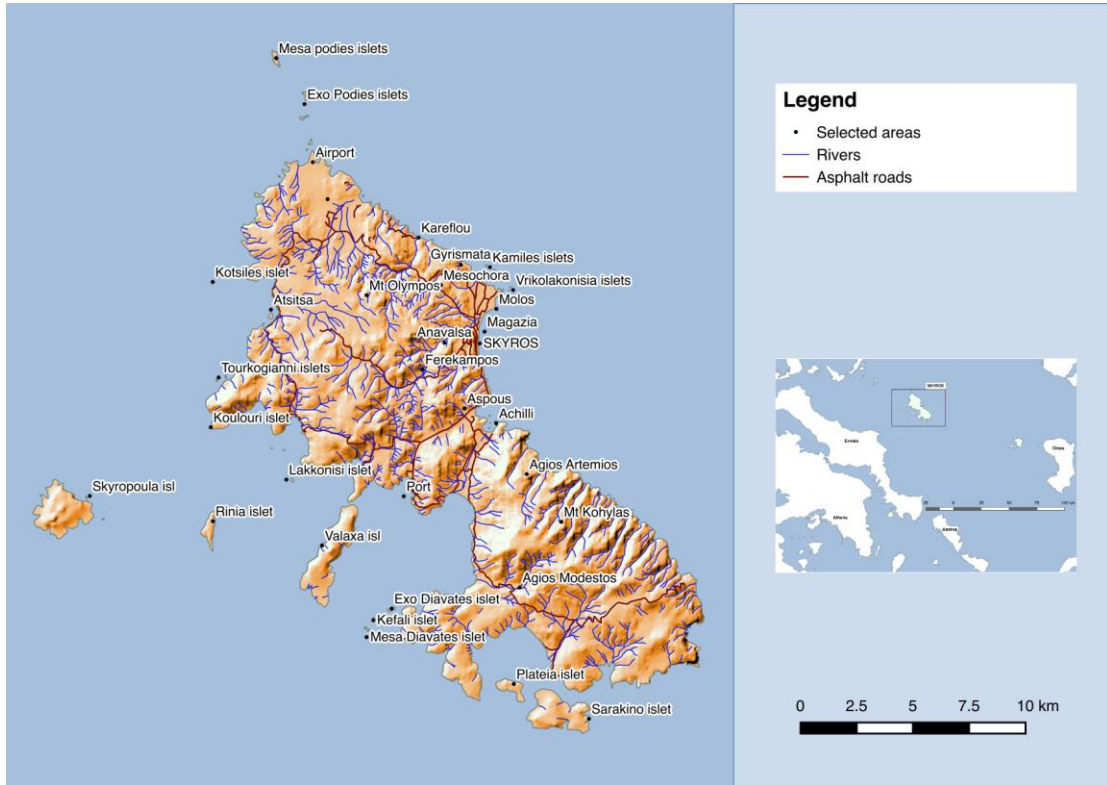 Mesa podies islets
Exo Podies islets
Airport
Kareflou
Gyrismata
Kamiles islets
Kotsiles islet
Mesochora
Mt Olympos
Vrikolakonisia islets
Atsitsa
Molos
Magazia
Anavalsa
SKYROS
Ferekampos
Tourkogianni islets
Aspous
Koulouri islet
Achilli
Lakkonisi islet
Agios Artemios
Skyropoula isl
Port
Rinia islet
Mt Kohylas
Valaxa isl
Agios Modestos
Exo Diavates islet
Kefali islet
Mesa Diavates islet
Plateia islet
Sarakino islet
Legend
Selected areas
Rivers
Asphalt roads
SKYROS
Athens
Andros
0 2.5 5 7.5 10 km